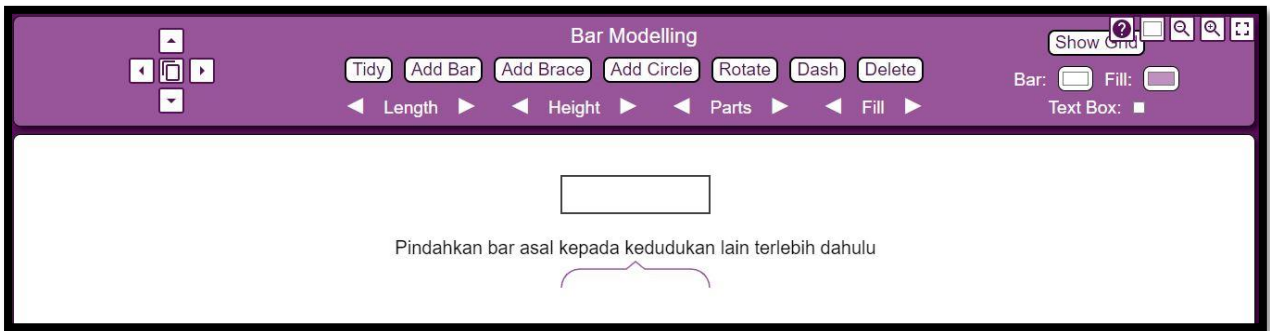 Bar Modelling
Show Grid
Tidy Add Bar Add Brace Add Circle Rotate Dash Delete
Bar: Fill:
Length Height Parts Fill
Text Box:
Pindahkan bar asal kepada kedudukan lain terlebih dahulu